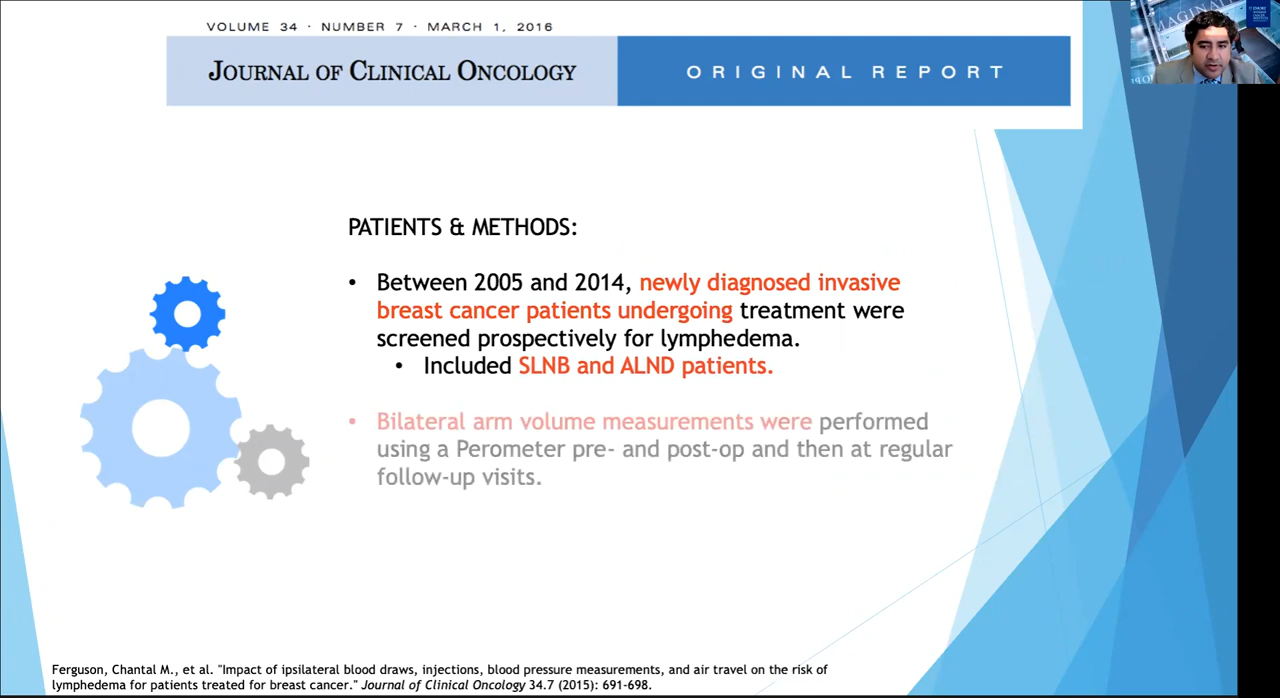 VOLUME 34 · NUMBER 7 · MARCH 1, 2016
JOURNAL OF CLINICAL ONCOLOGY
ORIGINAL REPORT
PATIENTS & METHODS:
• Between 2005 and 2014, newly diagnosed invasive
breast cancer patients undergoing treatment were
screened prospectively for lymphedema.
• Included SLNB and ALND patients.
• Bilateral arm volume measurements were performed
using a Perometer pre- and post-op and then at regular
follow-up visits.
Ferguson, Chantal M., et al. "Impact of ipsilateral blood draws, injections, blood pressure measurements, and air travel on the risk of
lymphedema for patients treated for breast cancer." Journal of Clinical Oncology 34.7 (2015): 691-698.